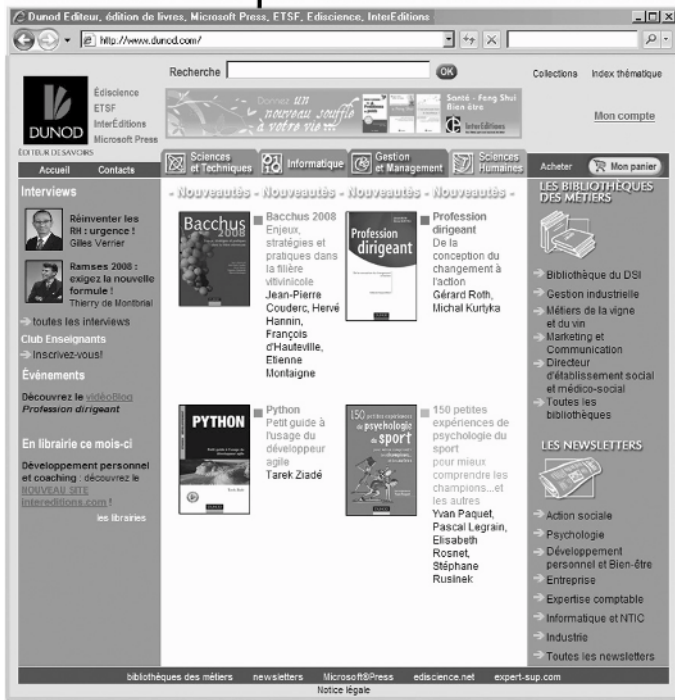 Dunod Editeur, édition de livres, Microsoft Press, ETSF, Ediscience, InterEditions
http://www.dunod.com/
Recherche
OK
Collections
Index thématique
Mon compte
DUNOD
ÉDITEUR DE SAVOIRS
Édiscience
ETSF
InterÉditions
Microsoft Press
Donnez un
nouveau souffle
à votre vie...
Santé - Feng Shui
Bien être
InterEditions
Accueil
Contacts
Sciences
et Techniques
Informatique
Gestion
et Management
Sciences
Humaines
Acheter
Mon panier
Interviews
Réinventer les
RH : urgence !
Gilles Verrier
Ramses 2008 :
exigez la nouvelle
formule !
Thierry de Montbrial
toutes les interviews
Club Enseignants
Inscrivez-vous!
Événements
Découvrez le vidéoBlog
Profession dirigeant
En librairie ce mois-ci
Développement personnel
et coaching : découvrez le
NOUVEAU SITE
intereditions.com !
les librairies
- Nouveautés - Nouveautés - Nouveautés - Nouveautés -
Bacchus
2008
Bacchus 2008
Enjeux,
stratégies et
pratiques dans
la filière
vitivinicole
Jean-Pierre
Couderc, Hervé
Hannin,
François
d'Hauteville,
Etienne
Montaigne
Profession
dirigeant
Profession
dirigeant
De la
conception du
changement à
l'action
Gérard Roth,
Michal Kurtyka
PYTHON
Python
Petit guide à
l'usage du
développeur
agile
Tarek Ziadé
150 petites expériences
de psychologie
du sport
150 petites
expériences de
psychologie du
sport
pour mieux
comprendre les
champions...et
les autres
Yvan Paquet,
Pascal Legrain,
Elisabeth
Rosnet,
Stéphane
Rusinek
LES BIBLIOTHÈQUES
DES MÉTIERS
Bibliothèque du DSI
Gestion industrielle
Métiers de la vigne
et du vin
Marketing et
Communication
Directeur
d'établissement social
et médico-social
Toutes les
bibliothèques
LES NEWSLETTERS
Action sociale
Psychologie
Développement
personnel et Bien-être
Entreprise
Expertise comptable
Informatique et NTIC
Industrie
Toutes les newsletters
bibliothèques des métiers
newsletters
Microsoft®Press
ediscience.net
expert-sup.com
Notice légale